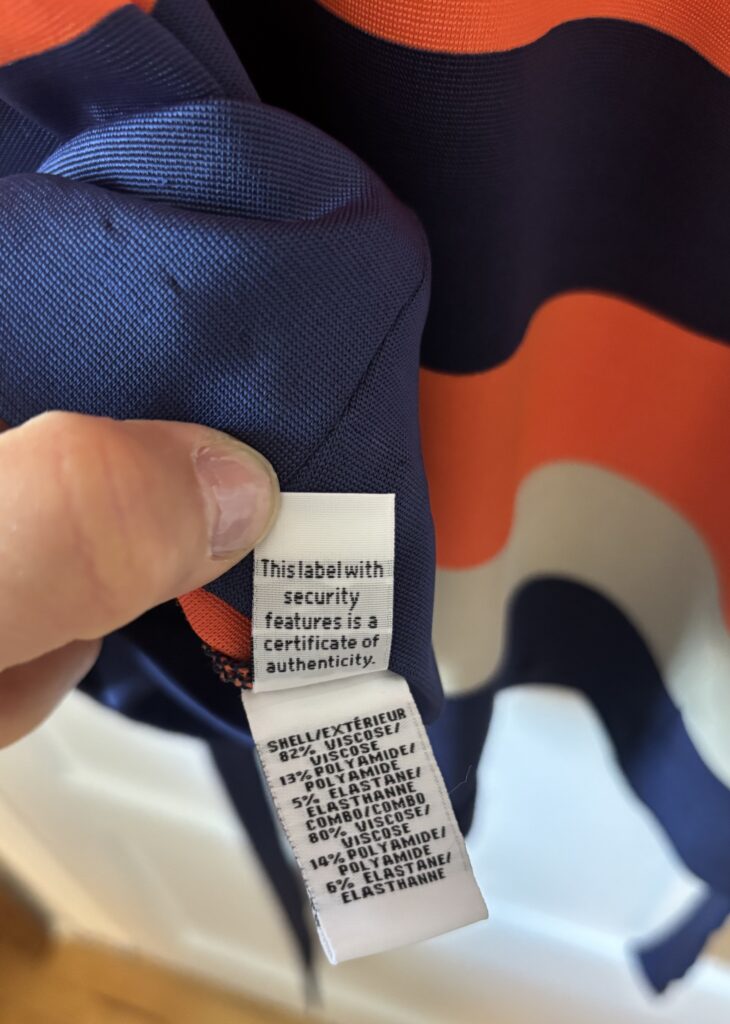 This label with
security
features is a
certificate of
authenticity.
SHELL/EXTÉRIEUR
82% VISCOSE/
VISCOSE
13% POLYAMIDE/
POLYAMIDE
5% ELASTANE/
ELASTHANNE
COMBO/COMBO
80% VISCOSE/
VISCOSE
14% POLYAMIDE/
POLYAMIDE
6% ELASTANE/
ELASTHANNE